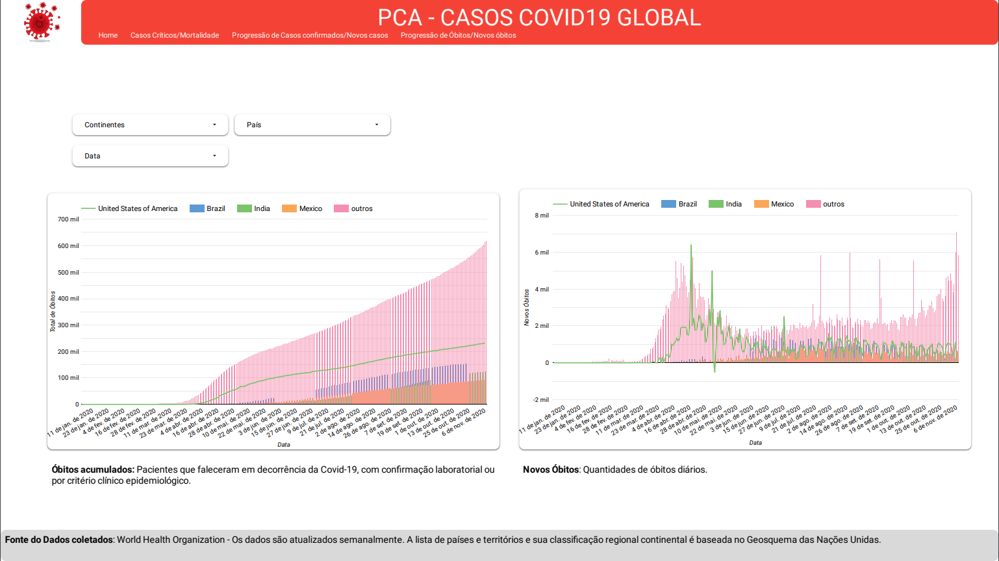 PCA - CASOS COVID19 GLOBAL
Home Casos Críticos/Mortalidade Progressão de Casos confirmados/Novos casos Progressão de Óbitos/Novos óbitos
Continentes País
Data
United States of America Brazil India Mexico outros
700 mil
600 mil
500 mil
400 mil
300 mil
200 mil
100 mil
0
Total de Óbitos
11 de jan. de 2020
23 de jan. de 2020
4 de fev. de 2020
16 de fev. de 2020
28 de fev. de 2020
11 de mar. de 2020
23 de mar. de 2020
4 de abr. de 2020
16 de abr. de 2020
28 de abr. de 2020
10 de mai. de 2020
22 de mai. de 2020
3 de jun. de 2020
15 de jun. de 2020
27 de jun. de 2020
9 de jul. de 2020
21 de jul. de 2020
2 de ago. de 2020
14 de ago. de 2020
26 de ago. de 2020
7 de set. de 2020
19 de set. de 2020
1 de out. de 2020
13 de out. de 2020
25 de out. de 2020
6 de nov. de 2020
Data
United States of America Brazil India Mexico outros
8 mil
6 mil
4 mil
2 mil
0
-2 mil
Novos Óbitos
11 de jan. de 2020
23 de jan. de 2020
4 de fev. de 2020
16 de fev. de 2020
28 de fev. de 2020
11 de mar. de 2020
23 de mar. de 2020
4 de abr. de 2020
16 de abr. de 2020
28 de abr. de 2020
10 de mai. de 2020
22 de mai. de 2020
3 de jun. de 2020
15 de jun. de 2020
27 de jun. de 2020
9 de jul. de 2020
21 de jul. de 2020
2 de ago. de 2020
14 de ago. de 2020
26 de ago. de 2020
7 de set. de 2020
19 de set. de 2020
1 de out. de 2020
13 de out. de 2020
25 de out. de 2020
6 de nov. de 2020
Data
Óbitos acumulados: Pacientes que faleceram em decorrência da Covid-19, com confirmação laboratorial ou
por critério clínico epidemiológico.
Novos Óbitos: Quantidades de óbitos diários.
Fonte do Dados coletados: World Health Organization - Os dados são atualizados semanalmente. A lista de países e territórios e sua classificação regional continental é baseada no Geosquema das Nações Unidas.